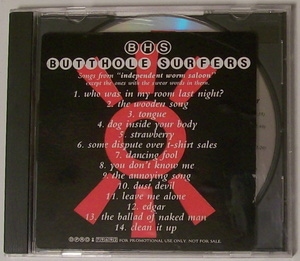 BHS
BUTTHOLE SURFERS
Songs from "independent worm saloon"
except the ones with the swear words in them.
1. who was in my room last night?
2. the wooden song
3. tongue
4. dog inside your body
5. strawberry
6. some dispute over t-shirt sales
7. dancing fool
8. you don't know me
9. the annoying song
10. dust devil
11. leave me alone
12. edgar
13. the ballad of naked man
14. clean it up
FOR PROMOTIONAL USE ONLY, NOT FOR SALE